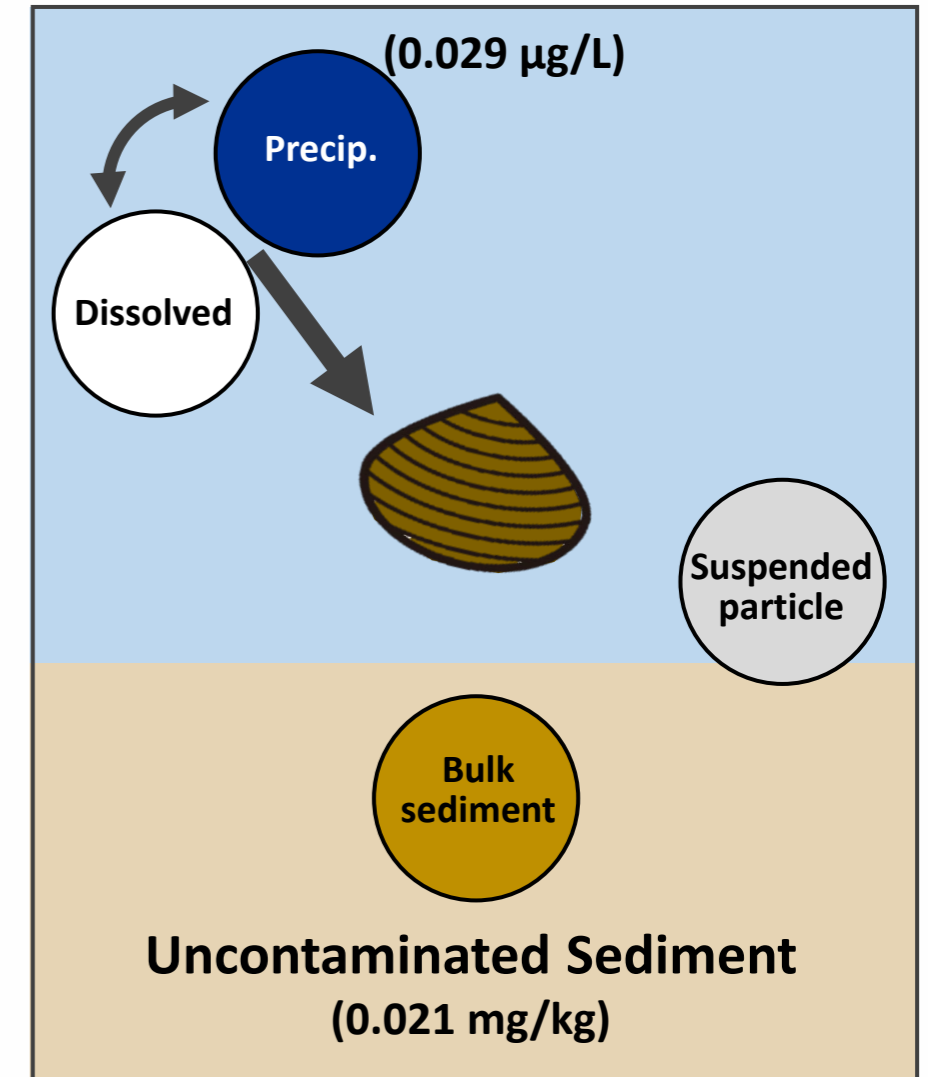 (0.029 µg/L)
Precip.
Dissolved
Suspended
particle
Bulk
sediment
Uncontaminated Sediment
(0.021 mg/kg)